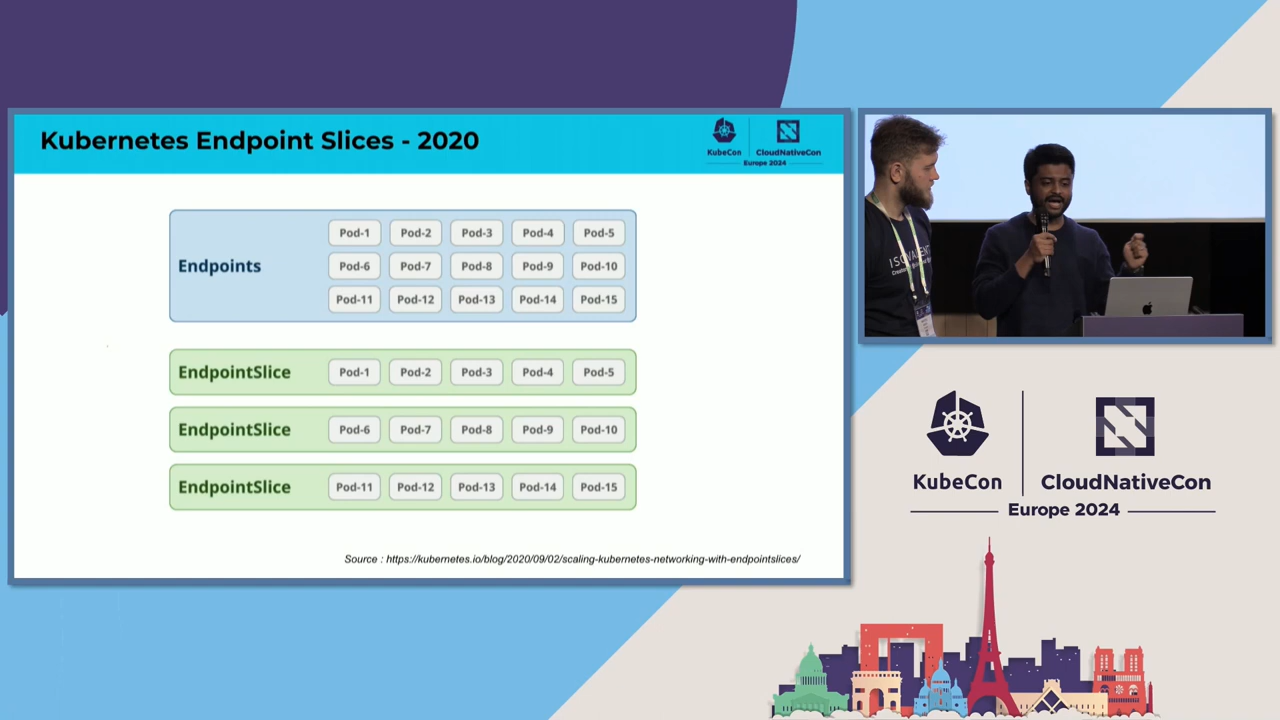 Kubernetes Endpoint Slices - 2020
KubeCon
CloudNativeCon
Europe 2024
Endpoints
Pod-1 Pod-2 Pod-3 Pod-4 Pod-5
Pod-6 Pod-7 Pod-8 Pod-9 Pod-10
Pod-11 Pod-12 Pod-13 Pod-14 Pod-15
EndpointSlice Pod-1 Pod-2 Pod-3 Pod-4 Pod-5
EndpointSlice Pod-6 Pod-7 Pod-8 Pod-9 Pod-10
EndpointSlice Pod-11 Pod-12 Pod-13 Pod-14 Pod-15
Source : https://kubernetes.io/blog/2020/09/02/scaling-kubernetes-networking-with-endpointslices/
ISOVALENT
KubeCon
CloudNativeCon
Europe 2024